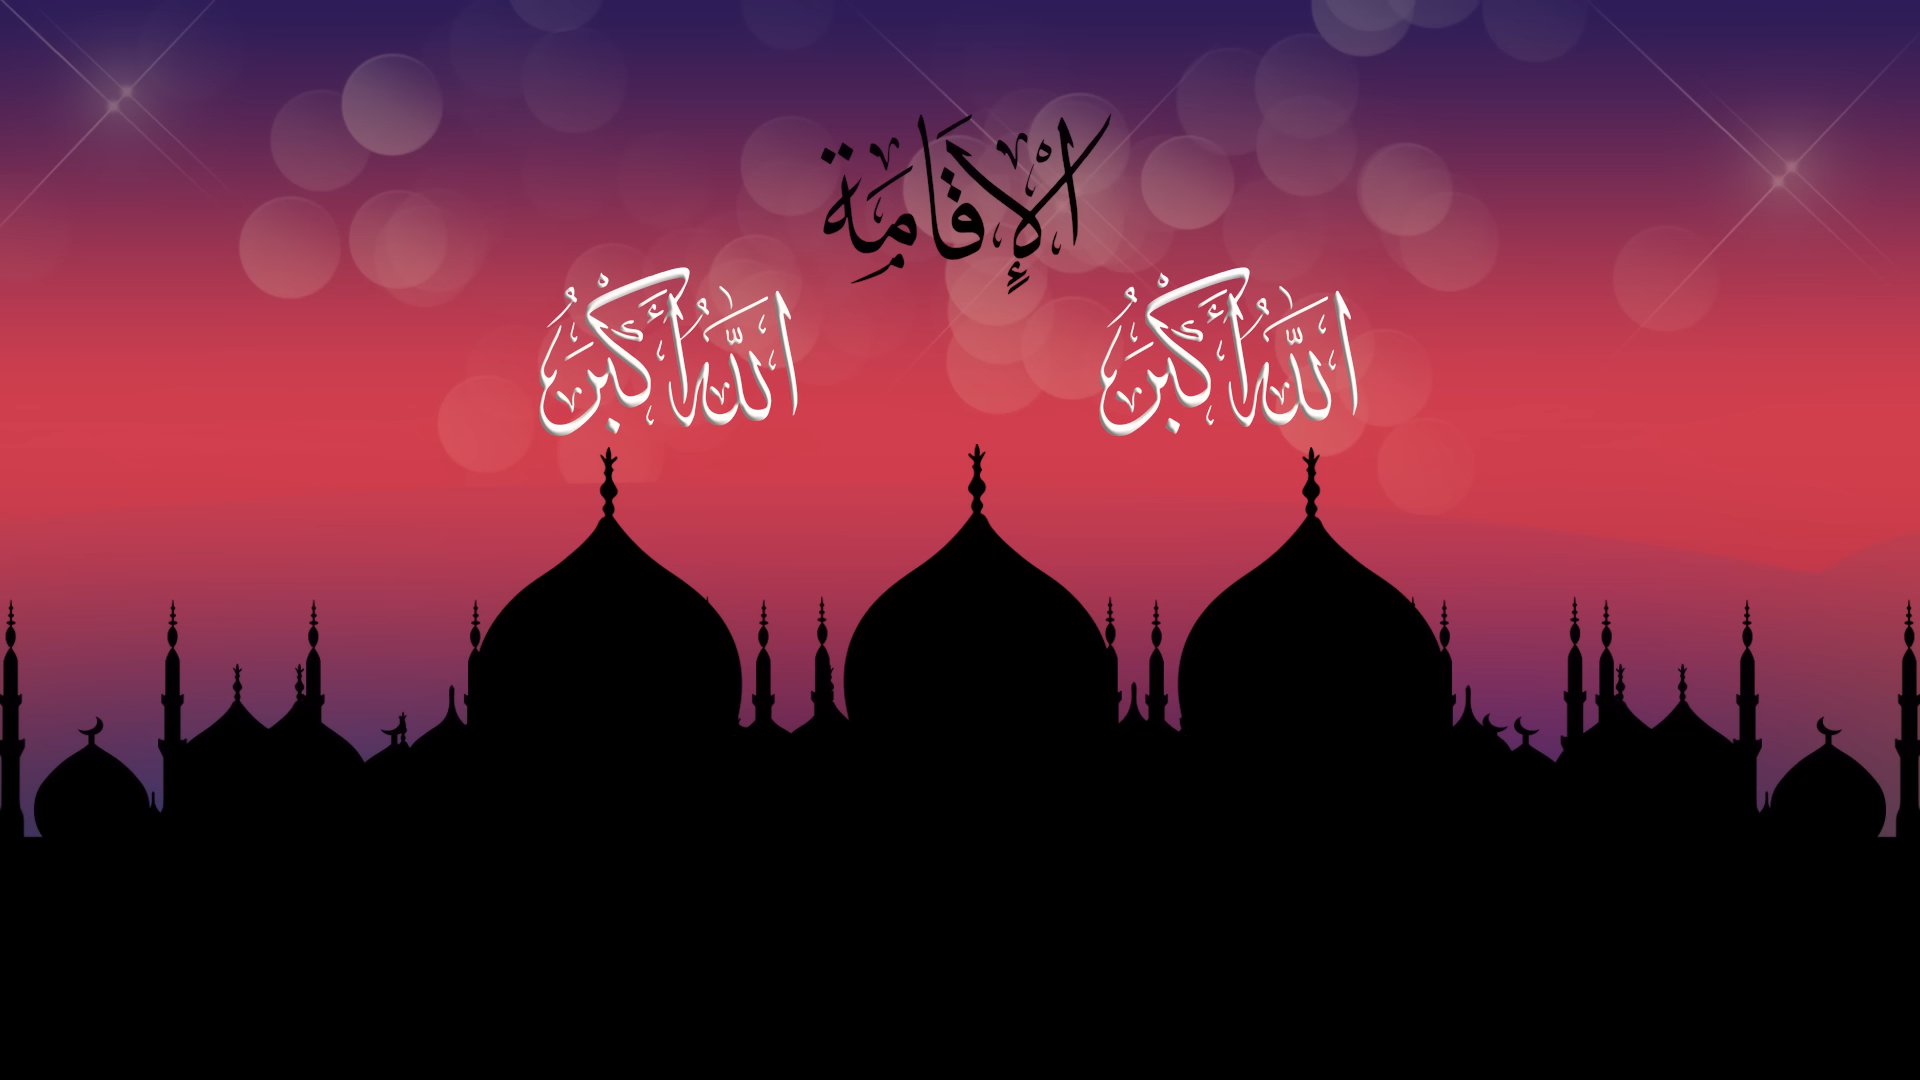 الإِقَامَة
اللهُ أَكْبَرُ اللهُ أَكْبَرُ